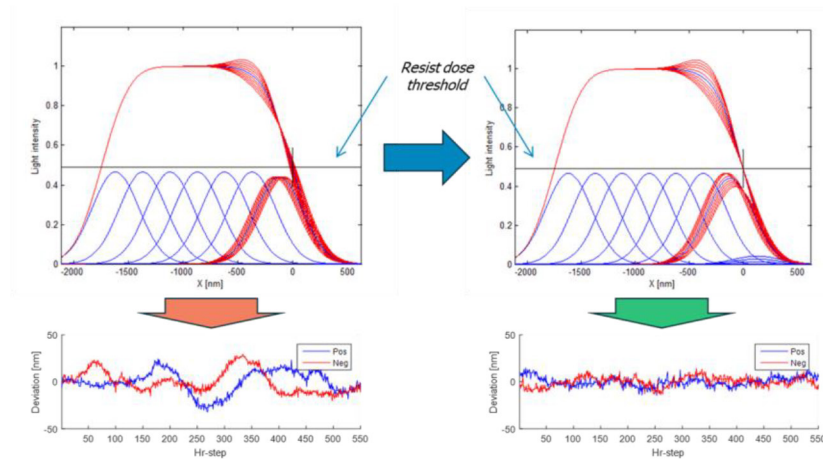 Resist dose
threshold
Light intensity
1
0.8
0.6
0.4
0.2
0
-2000 -1500 -1000 -500 0 500
X [nm]
Light intensity
1
0.8
0.6
0.4
0.2
0
-2000 -1500 -1000 -500 0 500
X [nm]
Deviation [nm]
50
0
-50
Pos
Neg
50 100 150 200 250 300 350 400 450 500 550
Hr-step
Deviation [nm]
50
0
-50
Pos
Neg
50 100 150 200 250 300 350 400 450 500 550
Hr-step